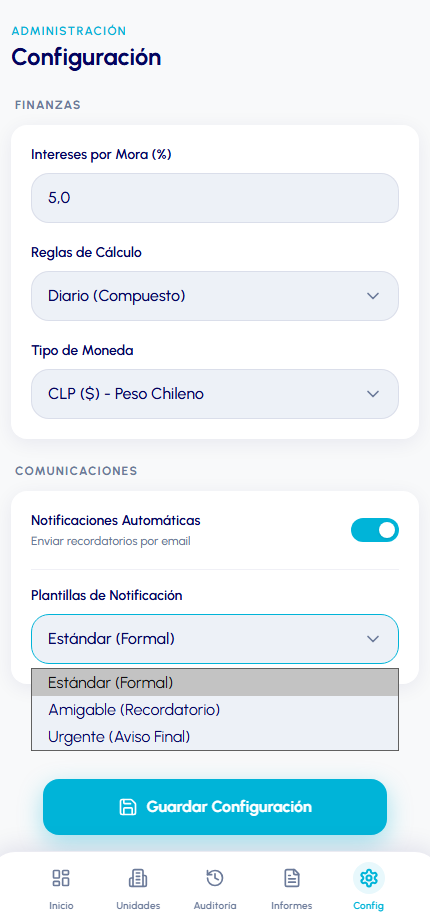 ADMINISTRACIÓN
Configuración
FINANZAS
Intereses por Mora (%)
5,0
Reglas de Cálculo
Diario (Compuesto)
Tipo de Moneda
CLP ($) - Peso Chileno
COMUNICACIONES
Notificaciones Automáticas
Enviar recordatorios por email
Plantillas de Notificación
Estándar (Formal)
Estándar (Formal)
Amigable (Recordatorio)
Urgente (Aviso Final)
Guardar Configuración
Inicio Unidades Auditoría Informes Config